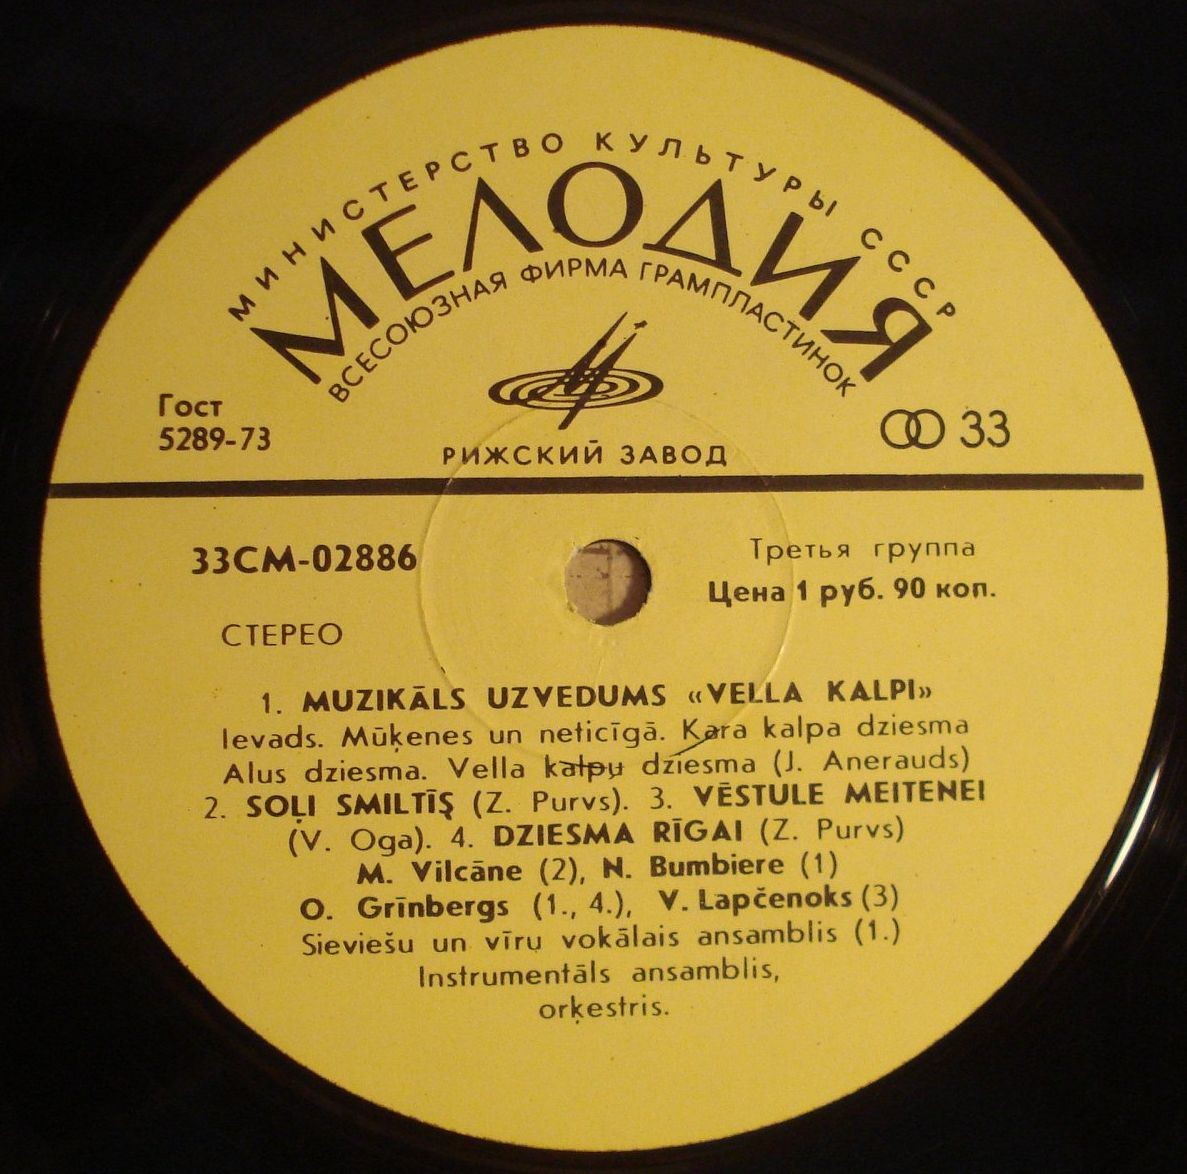 МИНИСТЕРСТВО КУЛЬТУРЫ СССР
МЕЛОДИЯ
ВСЕСОЮЗНАЯ ФИРМА ГРАМПЛАСТИНОК
Гост
5289-73
33
РИЖСКИЙ ЗАВОД
33СМ-02886
Третья группа
Цена 1 руб. 90 коп.
СТЕРЕО
1. MUZIKĀLS UZVEDUMS «VELLA KALPI»
Ievads. Mūķenes un neticīgā. Kara kalpa dziesma
Alus dziesma. Vella kalpu dziesma (J. Anerauds)
2. SOĻI SMILTĪS (Z. Purvs). 3. VĒSTULE MEITENEI
(V. Oga). 4. DZIESMA RĪGAI (Z. Purvs)
M. Vilcāne (2), N. Bumbiere (1)
O. Grīnbergs (1., 4.), V. Lapčenoks (3)
Sieviešu un vīru vokālais ansamblis (1.)
Instrumentāls ansamblis,
orķestris.